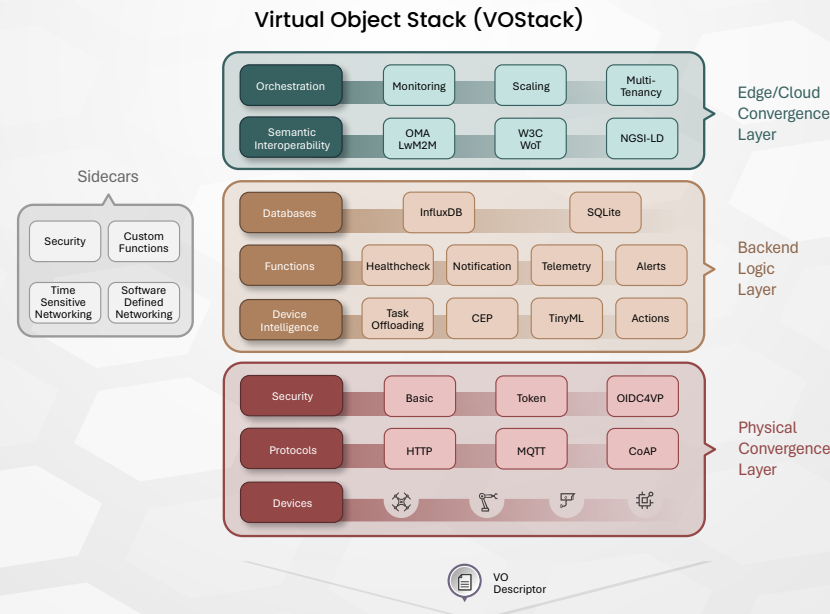 Virtual Object Stack (VOStack)
Orchestration
Monitoring
Scaling
Multi-
Tenancy
Semantic
Interoperability
OMA
LwM2M
W3C
WoT
NGSI-LD
Edge/Cloud
Convergence
Layer
Sidecars
Security
Custom
Functions
Time
Sensitive
Networking
Software
Defined
Networking
Databases
InfluxDB
SQLite
Functions
Healthcheck
Notification
Telemetry
Alerts
Device
Intelligence
Task
Offloading
CEP
TinyML
Actions
Backend
Logic
Layer
Security
Basic
Token
OIDC4VP
Protocols
HTTP
MQTT
CoAP
Devices
Physical
Convergence
Layer
VO
Descriptor